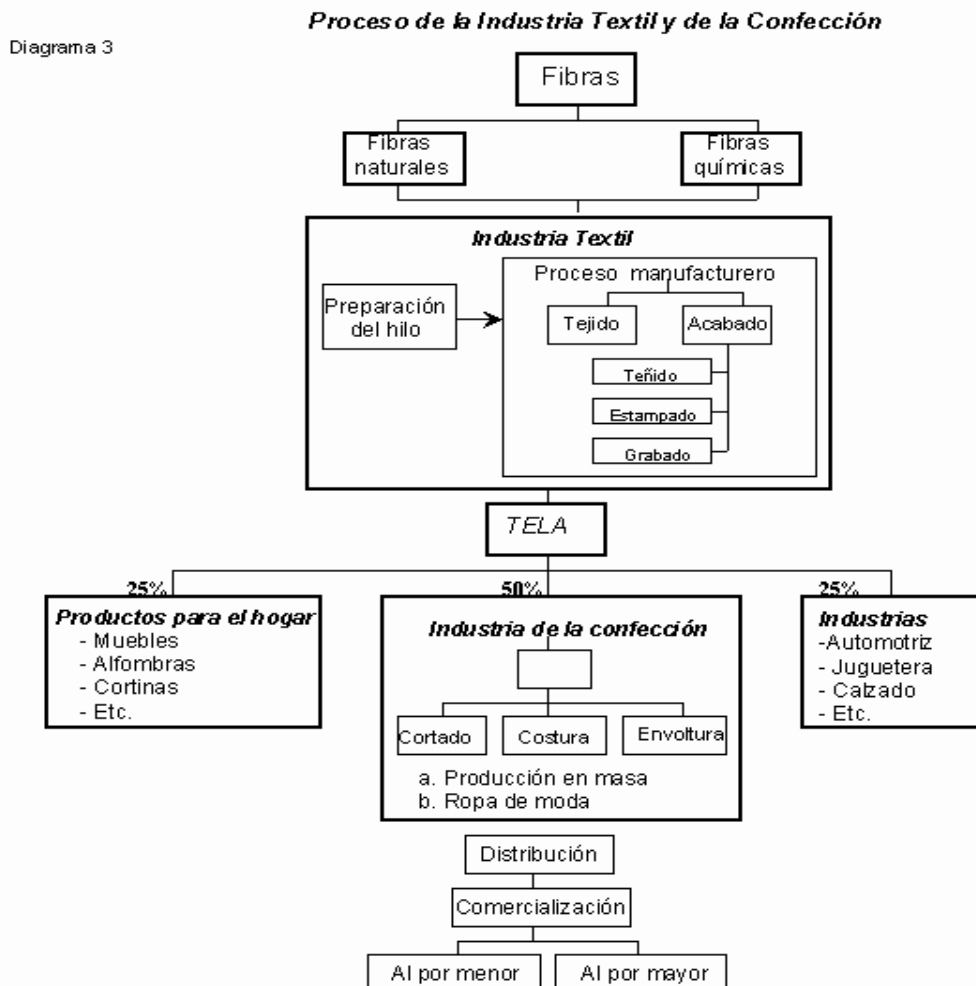 Proceso de la Industria Textil y de la Confección
Diagrama 3
Fibras
Fibras
naturales
Fibras
químicas
Industria Textil
Proceso manufacturero
Preparación
del hilo
Tejido
Acabado
Teñido
Estampado
Grabado
TELA
25%
50%
25%
Productos para el hogar
- Muebles
- Alfombras
- Cortinas
- Etc.
Industria de la confección
Cortado
Costura
Envoltura
a. Producción en masa
b. Ropa de moda
Industrias
-Automotriz
- Juguetera
- Calzado
- Etc.
Distribución
Comercialización
Al por menor
Al por mayor